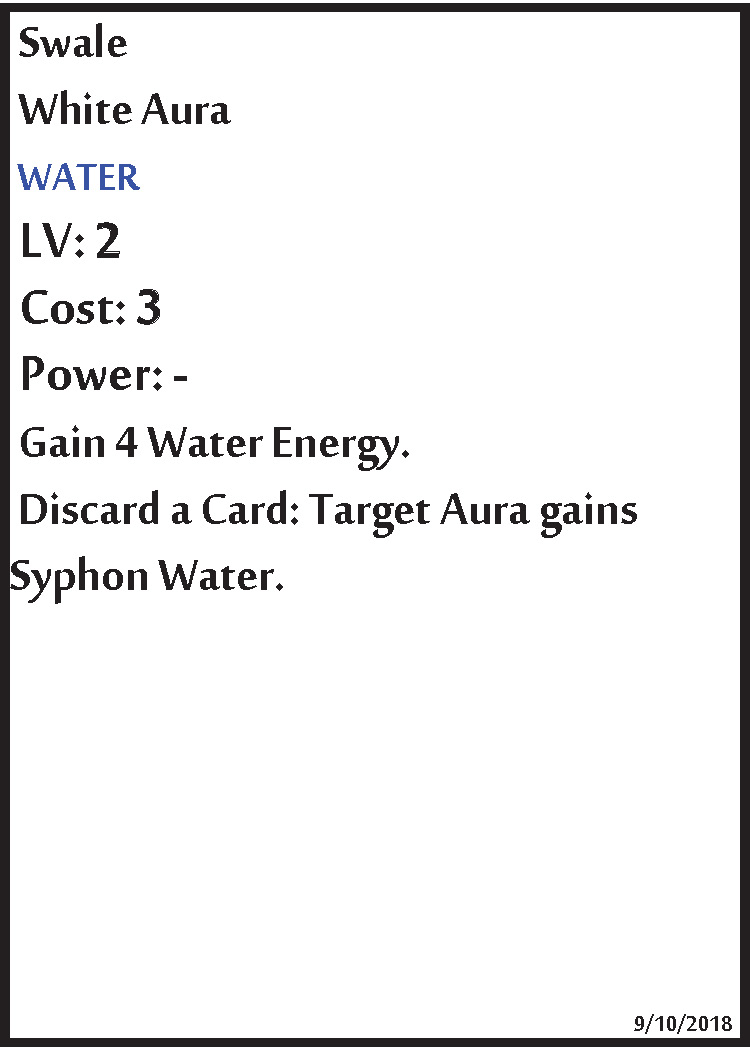 Swale
White Aura
WATER
LV: 2
Cost: 3
Power: -
Gain 4 Water Energy.
Discard a Card: Target Aura gains
Syphon Water.
9/10/2018